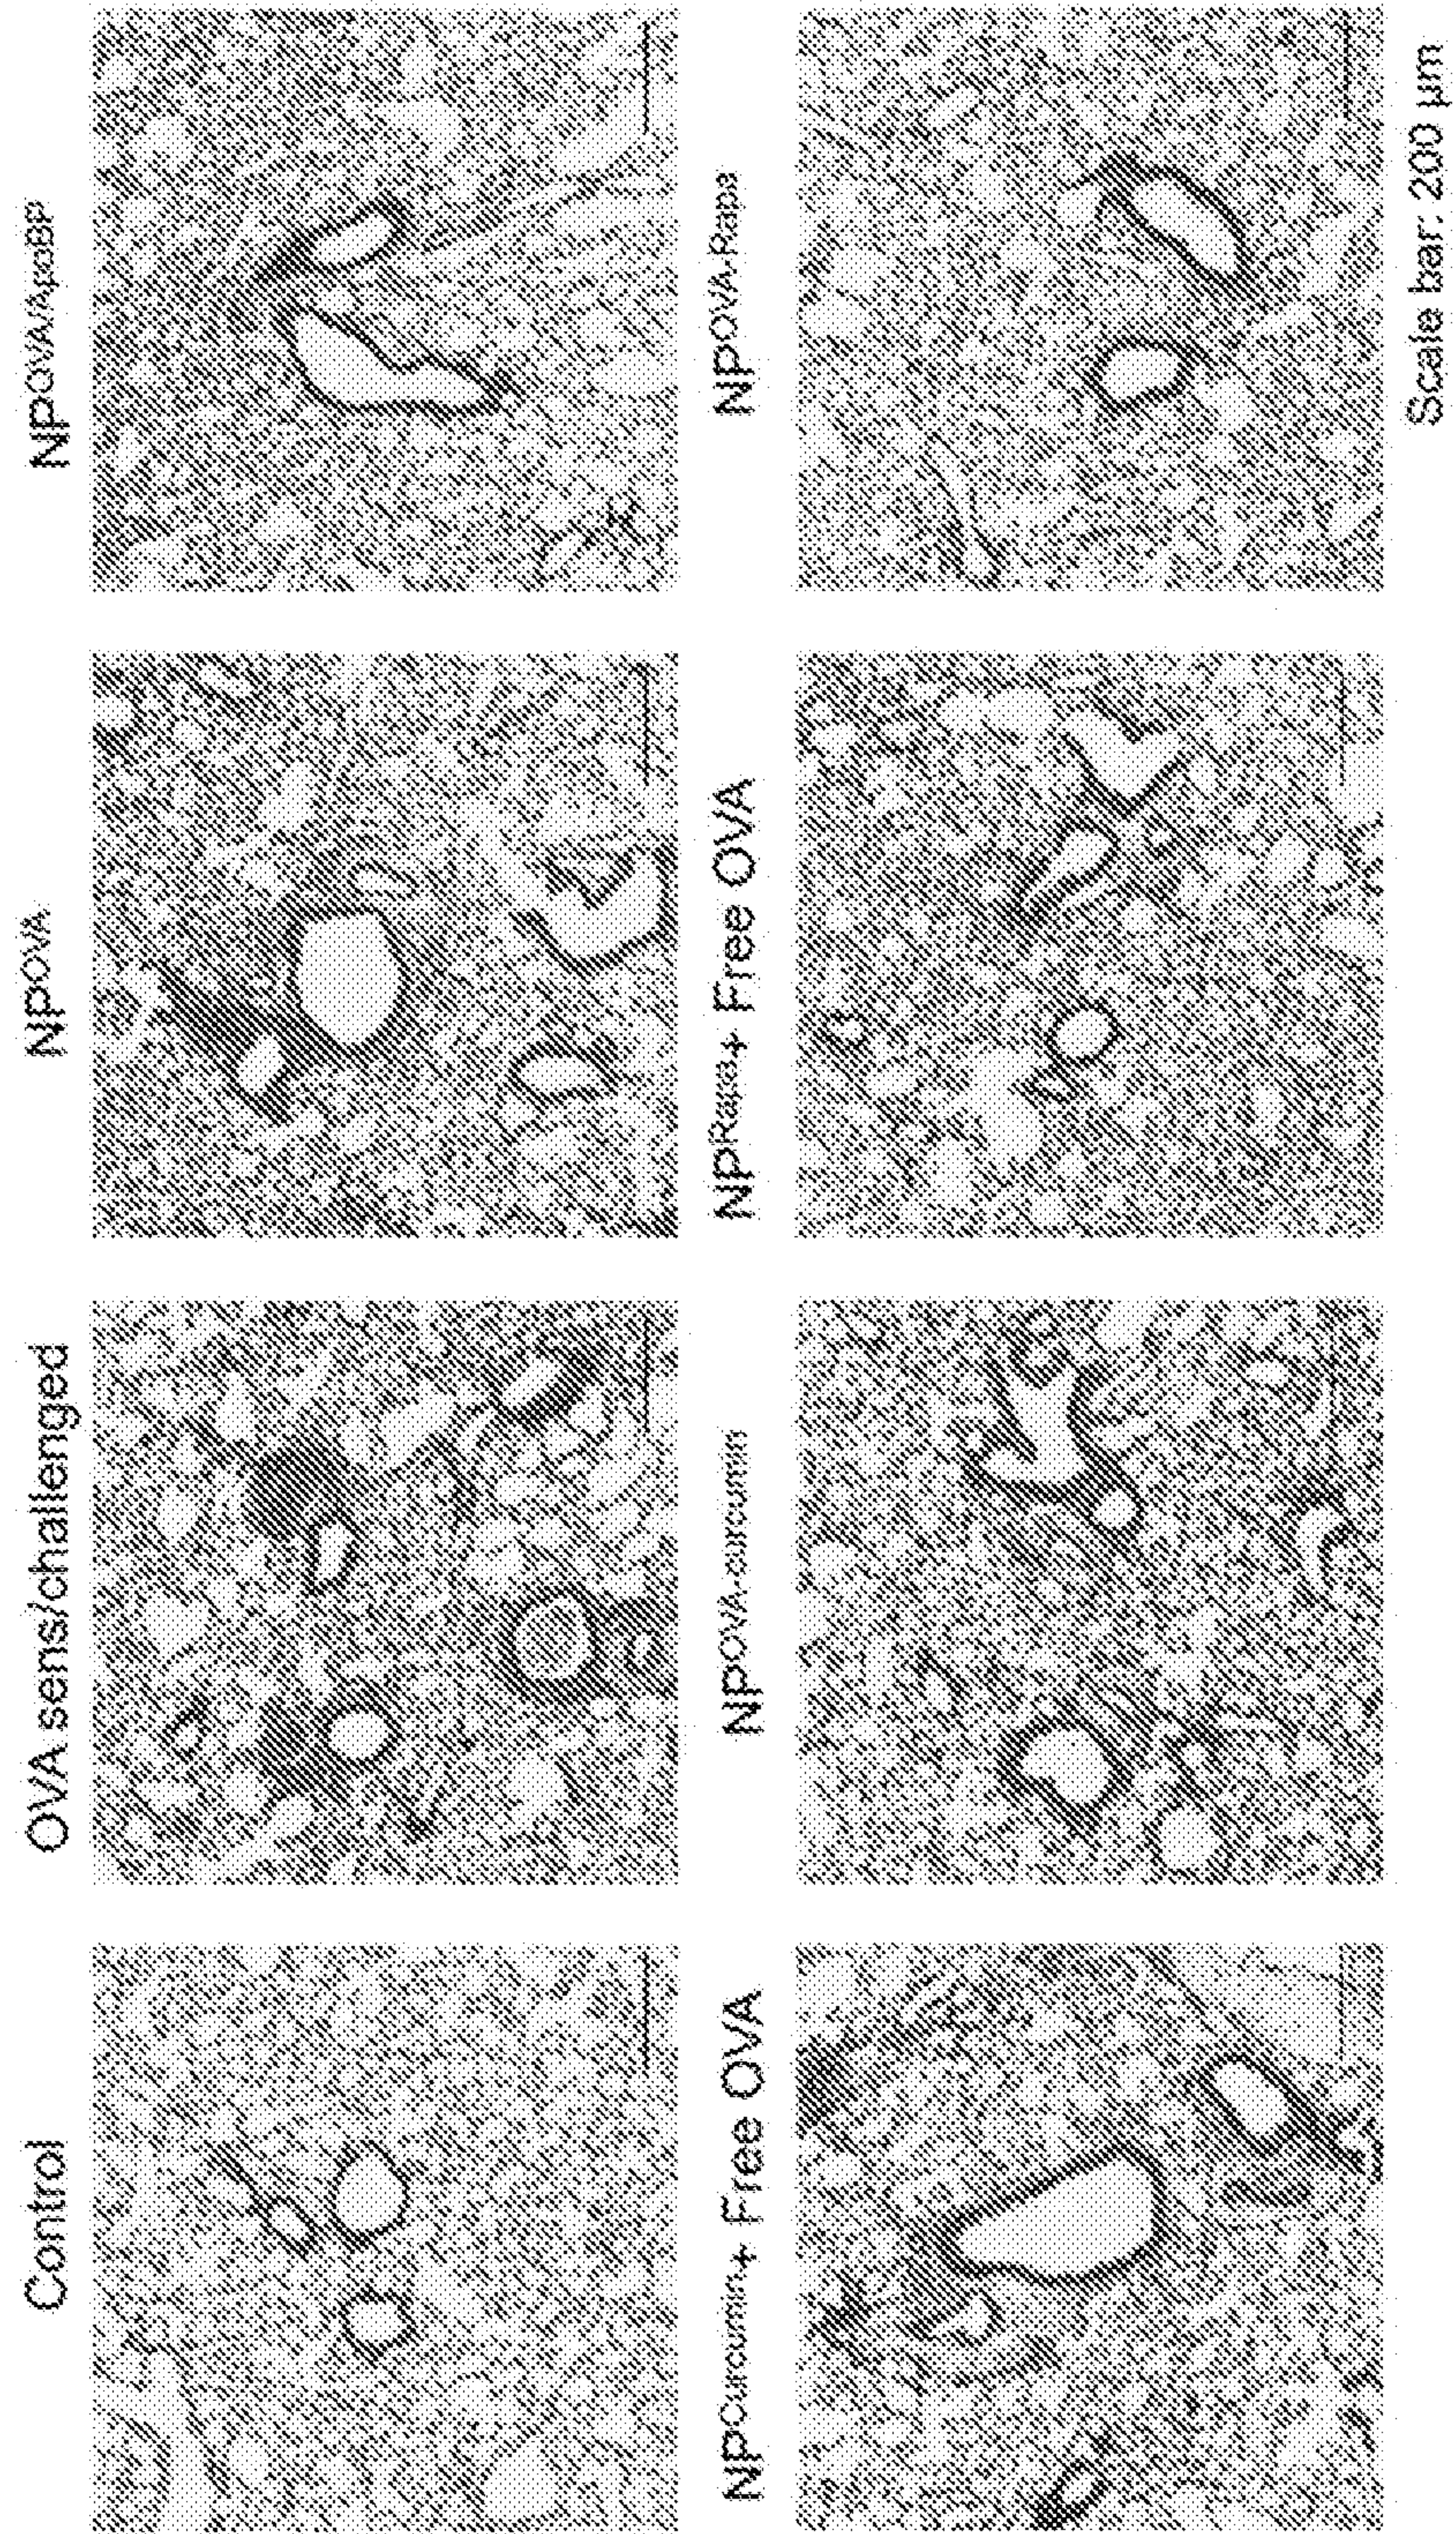 Control
OVA sens/challenged
NPOVA
NPOVA/ApoBP
NPCurcumin+ Free OVA
NPOVA-curcumin
NPRapa+ Free OVA
NPOVA-Rapa
Scale bar: 200 µm